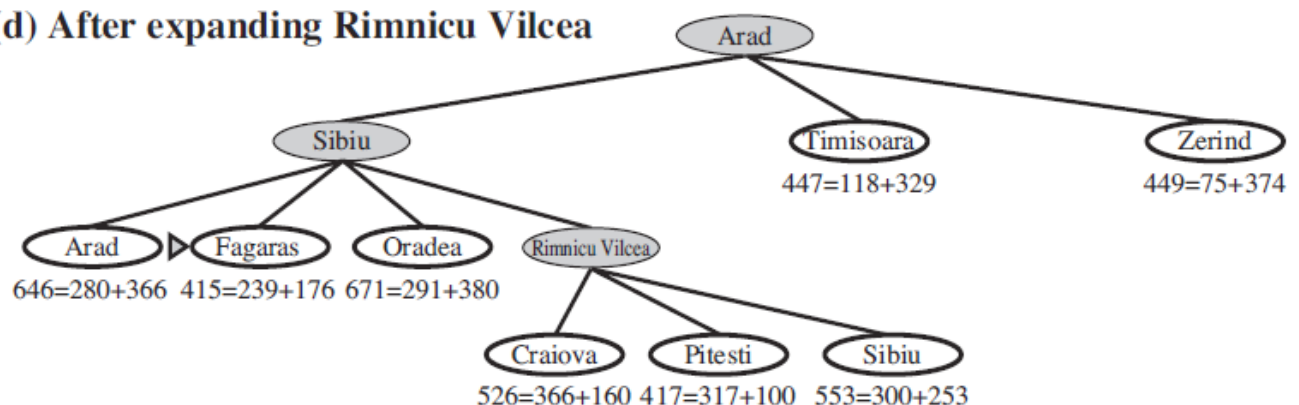 d) After expanding Rimnicu Vilcea
Arad
Sibiu
Timisoara
Zerind
447=118+329
449=75+374
Arad
Fagaras
Oradea
Rimnicu Vilcea
646=280+366
415=239+176
671=291+380
Craiova
Pitesti
Sibiu
526=366+160
417=317+100
553=300+253